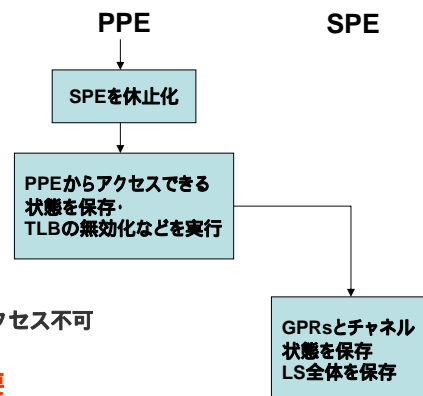 PPE
SPE
SPEを休止化
PPEからアクセスできる
状態を保存・
TLBの無効化などを実行
クセス不可
GPRsとチャネル
状態を保存
LS全体を保存